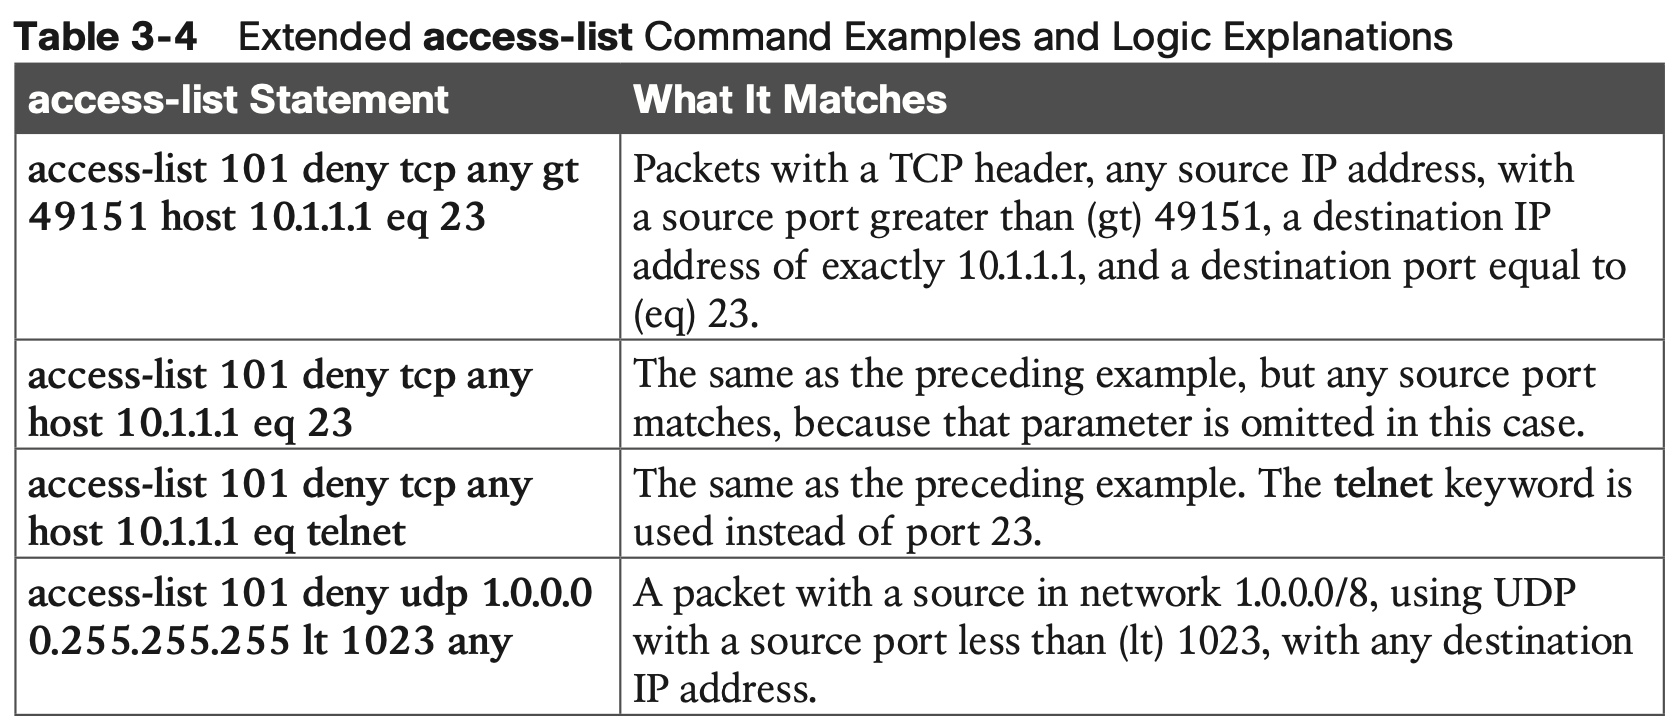 Table 3-4 Extended access-list Command Examples and Logic Explanations
access-list Statement
What It Matches
access-list 101 deny tcp any gt
49151 host 10.1.1.1 eq 23
Packets with a TCP header, any source IP address, with
a source port greater than (gt) 49151, a destination IP
address of exactly 10.1.1.1, and a destination port equal to
(eq) 23.
access-list 101 deny tcp any
host 10.1.1.1 eq 23
The same as the preceding example, but any source port
matches, because that parameter is omitted in this case.
access-list 101 deny tcp any
host 10.1.1.1 eq telnet
The same as the preceding example. The telnet keyword is
used instead of port 23.
access-list 101 deny udp 1.0.0.0
0.255.255.255 lt 1023 any
A packet with a source in network 1.0.0.0/8, using UDP
with a source port less than (lt) 1023, with any destination
IP address.